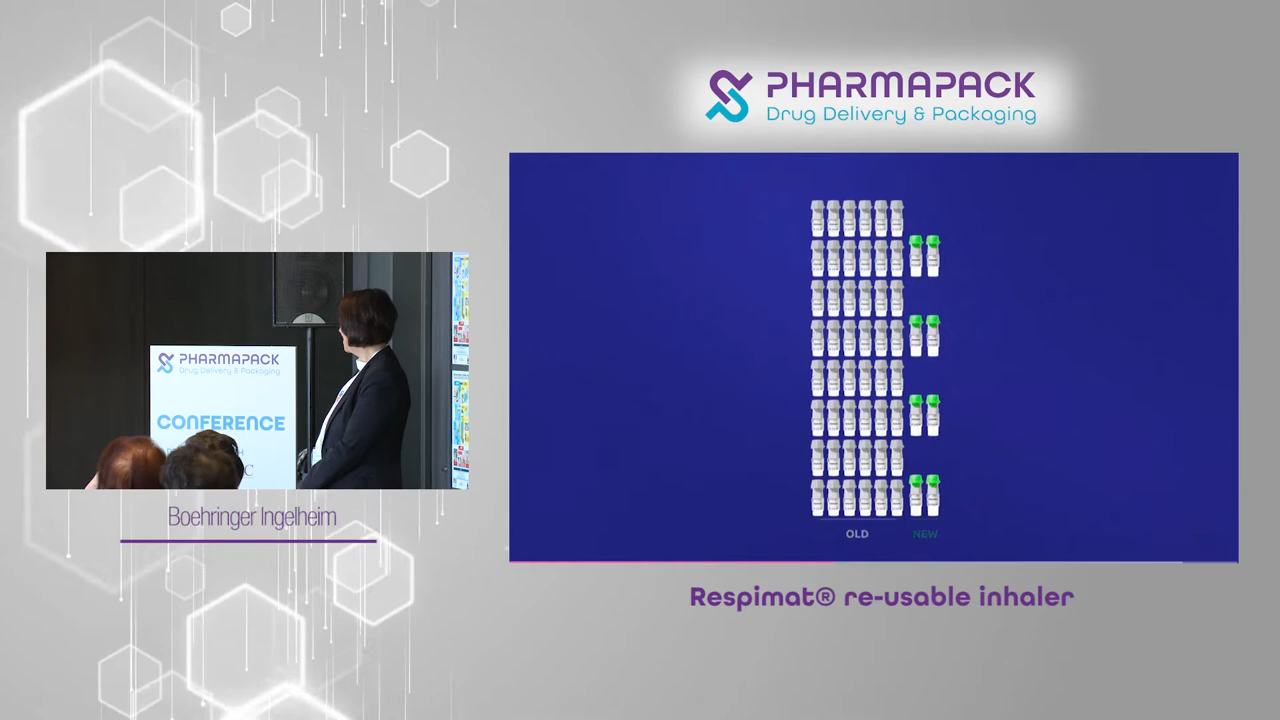 PHARMAPACK
Drug Delivery & Packaging
OLD
NEW
Respimat® re-usable inhaler
PHARMAPACK
Drug Delivery & Packaging
CONFERENCE
Boehringer Ingelheim